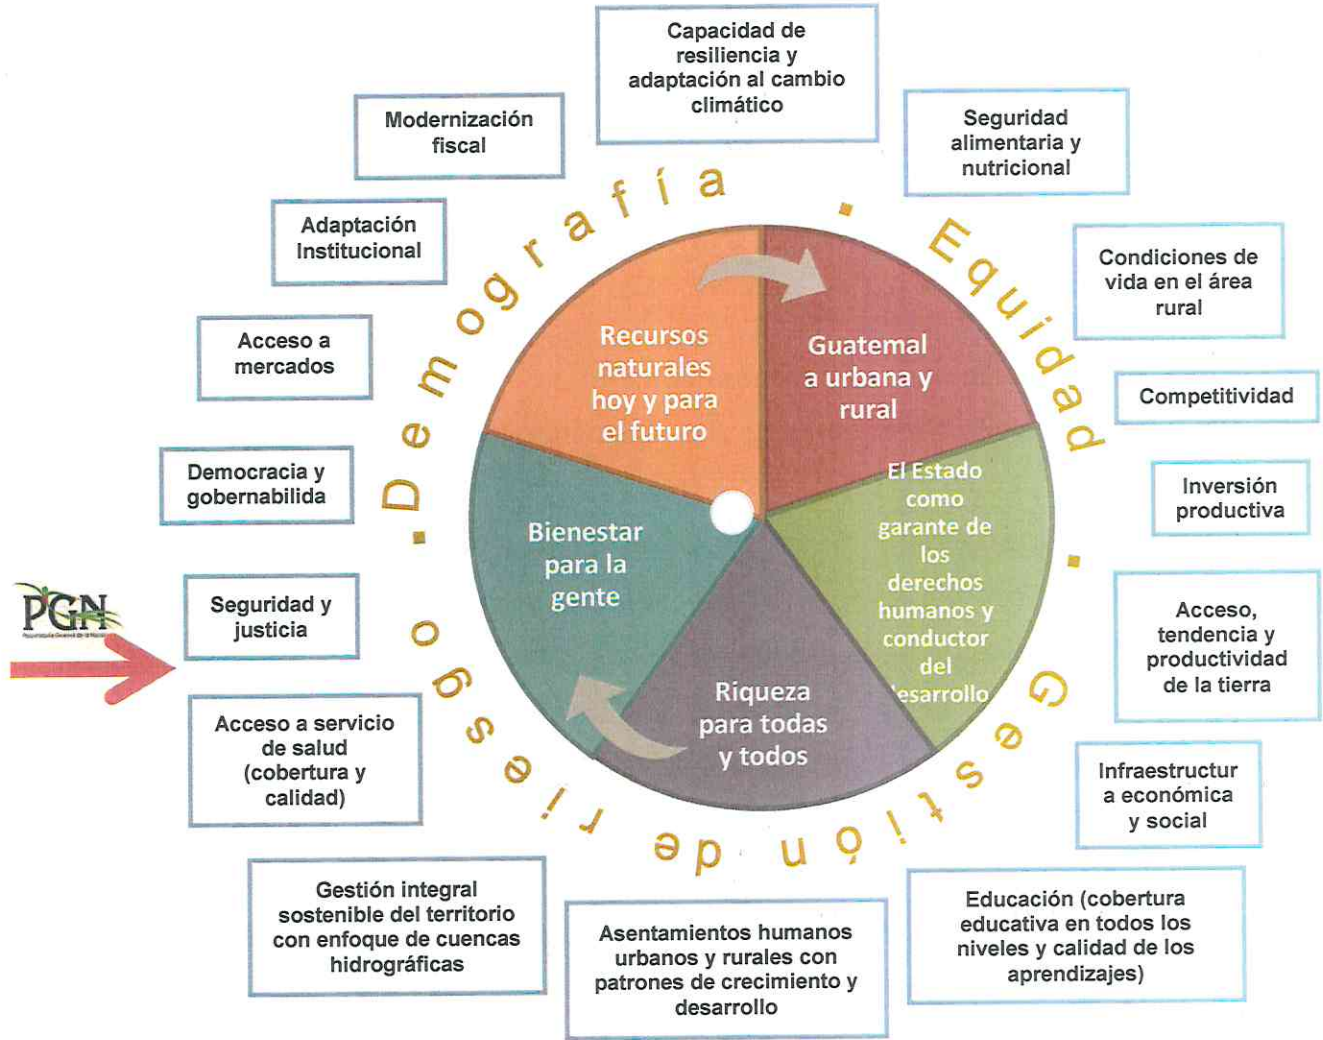 Capacidad de
resiliencia y
adaptación al cambio
climático
Modernización
fiscal
Seguridad
alimentaria y
nutricional
Adaptación
Institucional
Condiciones de
vida en el área
rural
Acceso a
mercados
Competitividad
Democracia y
gobernabilida
Inversión
productiva
Seguridad y
justicia
Acceso,
tendencia y
productividad
de la tierra
Acceso a servicio
de salud
(cobertura y
calidad)
Infraestructur
a económica
y social
Gestión integral
sostenible del territorio
con enfoque de cuencas
hidrográficas
Asentamientos humanos
urbanos y rurales con
patrones de crecimiento y
desarrollo
Educación (cobertura
educativa en todos los
niveles y calidad de los
aprendizajes)
Demografía
Equidad
Gestión de riesgo
Recursos
naturales
hoy y para
el futuro
Guatemal
a urbana y
rural
El Estado
como
garante de
los
derechos
humanos y
conductor
del
esarrollo
Riqueza
para todas
y todos
Bienestar
para la
gente
PGN